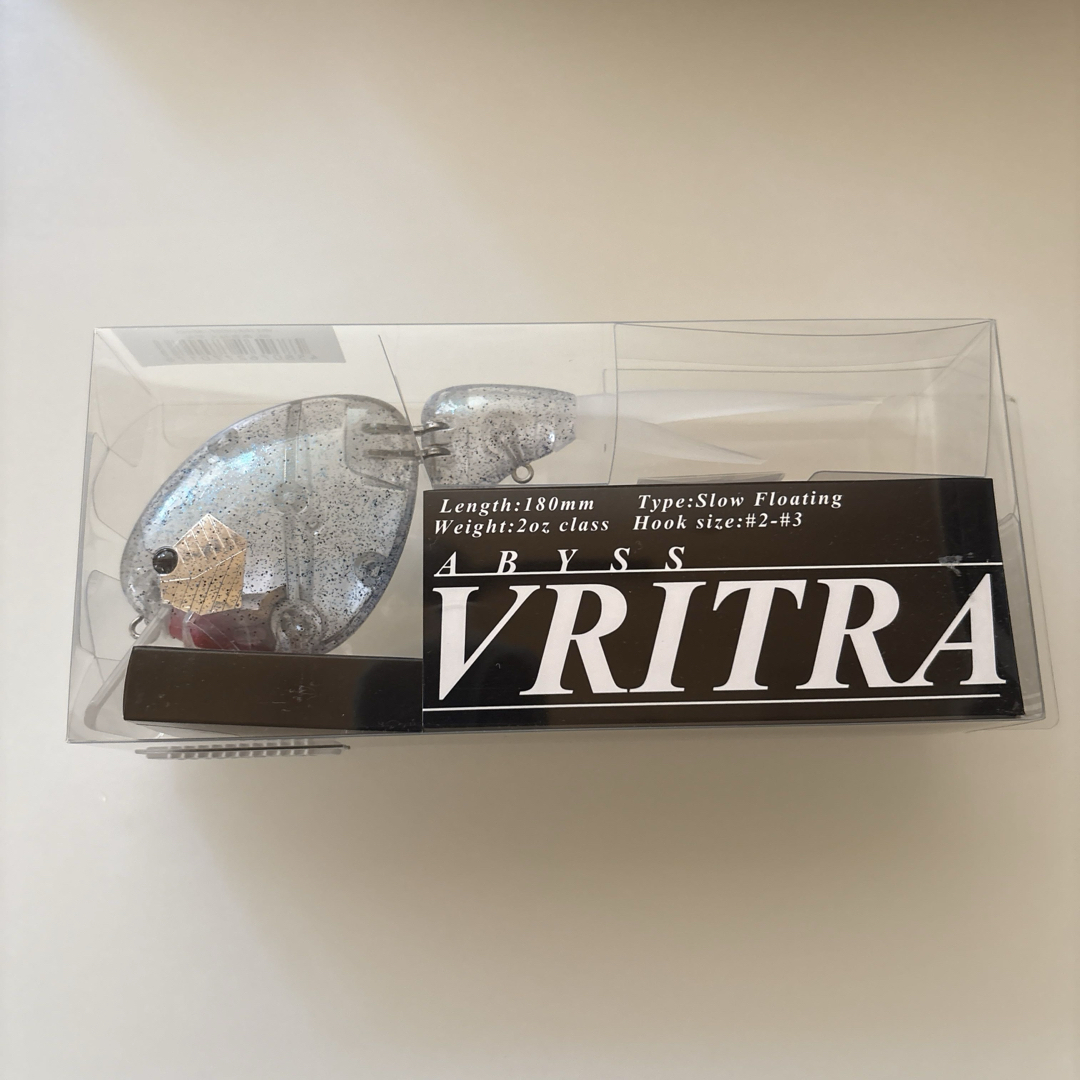 Length:180mm Type:Slow Floating
Weight:2oz class Hook size:#2-#3
ABYSS
VRITRA